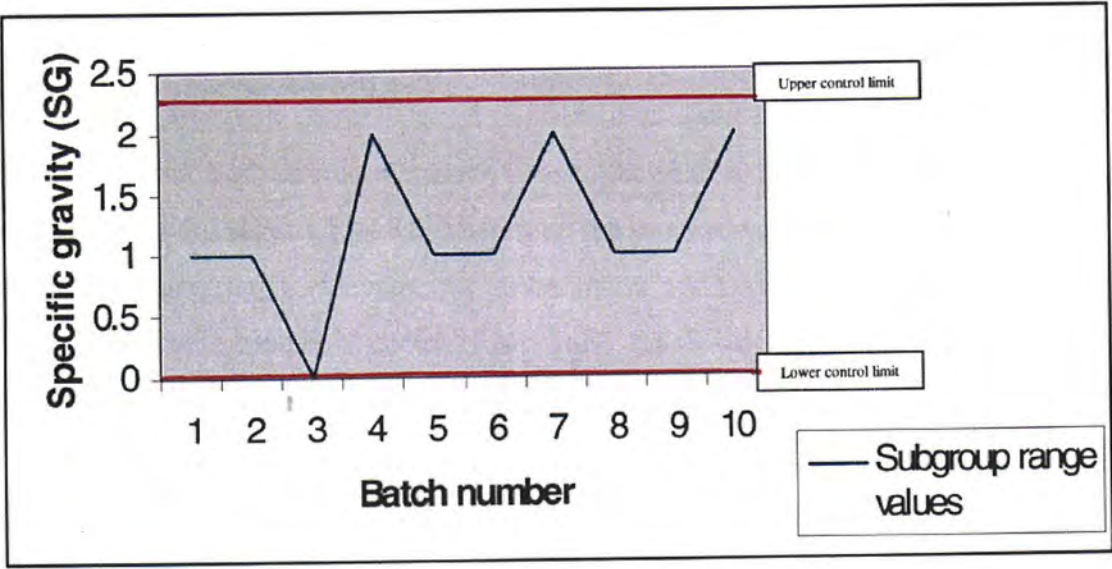 Specific gravity (SG)
2.5
2
1.5
1
0.5
0
Upper control limit
Lower control limit
1 2 3 4 5 6 7 8 9 10
Batch number
Subgroup range
values